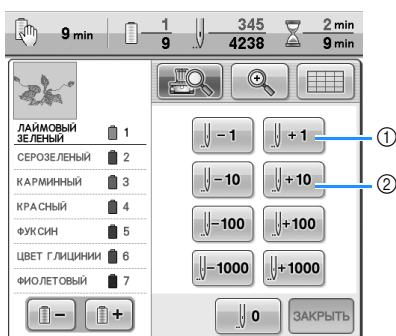 9 min 1 345 2 min
9 4238 9 min
ЛАЙМОВЫЙ
ЗЕЛЕНЫЙ 1
СЕРОЗЕЛЕНЫЙ 2
КАРМИННЫЙ 3
КРАСНЫЙ 4
ФУКСИН 5
ЦВЕТ ГЛИЦИНИИ 6
ФИОЛЕТОВЫЙ 7
- 1 + 1 1
- 10 + 10 2
-100 +100
-1000 +1000
- + 0 ЗАКРЫТЬ